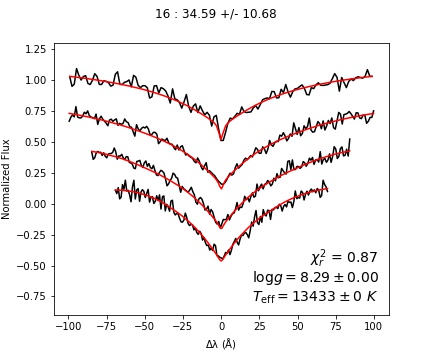 16 : 34.59 +/- 10.68
1.25
1.00
0.75
0.50
0.25
0.00
−0.25
−0.50
−0.75
Normalized Flux
χ²ᵣ = 0.87
log g = 8.29 ± 0.00
T_eff = 13433 ± 0 K
−100 −75 −50 −25 0 25 50 75 100
Δλ (Å)